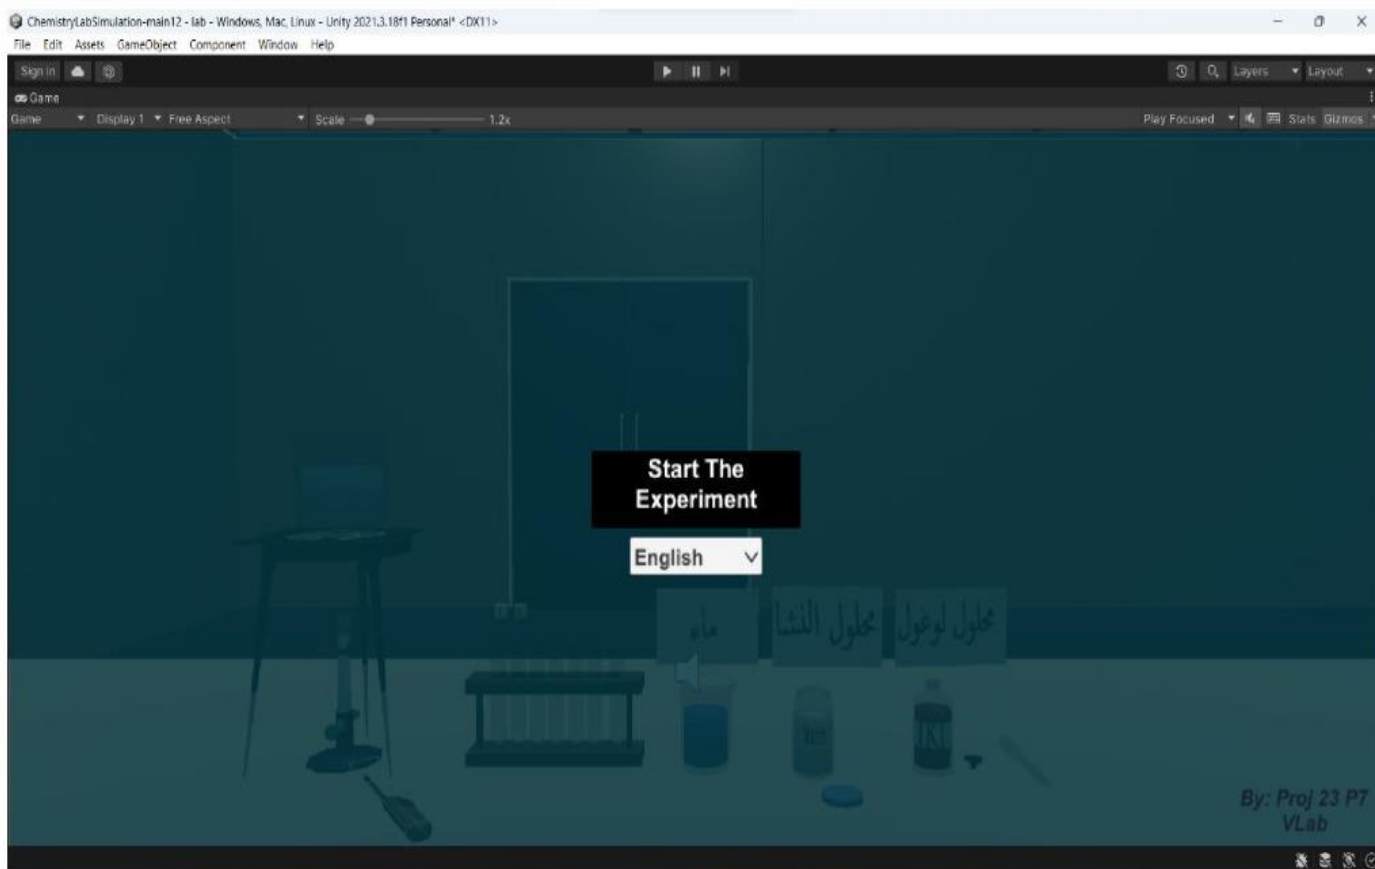 ChemistryLabSimulation-main12 - lab - Windows, Mac, Linux - Unity 2021.3.18f1 Personal* <DX11>
File Edit Assets GameObject Component Window Help
Sign in Layers Layout
Game
Game Display 1 Free Aspect Scale 1.2x Play Focused Stats Gizmos
Start The
Experiment
English
ماء محلول النشا محلول لوغول
IKI
By: Proj 23 P7
VLab